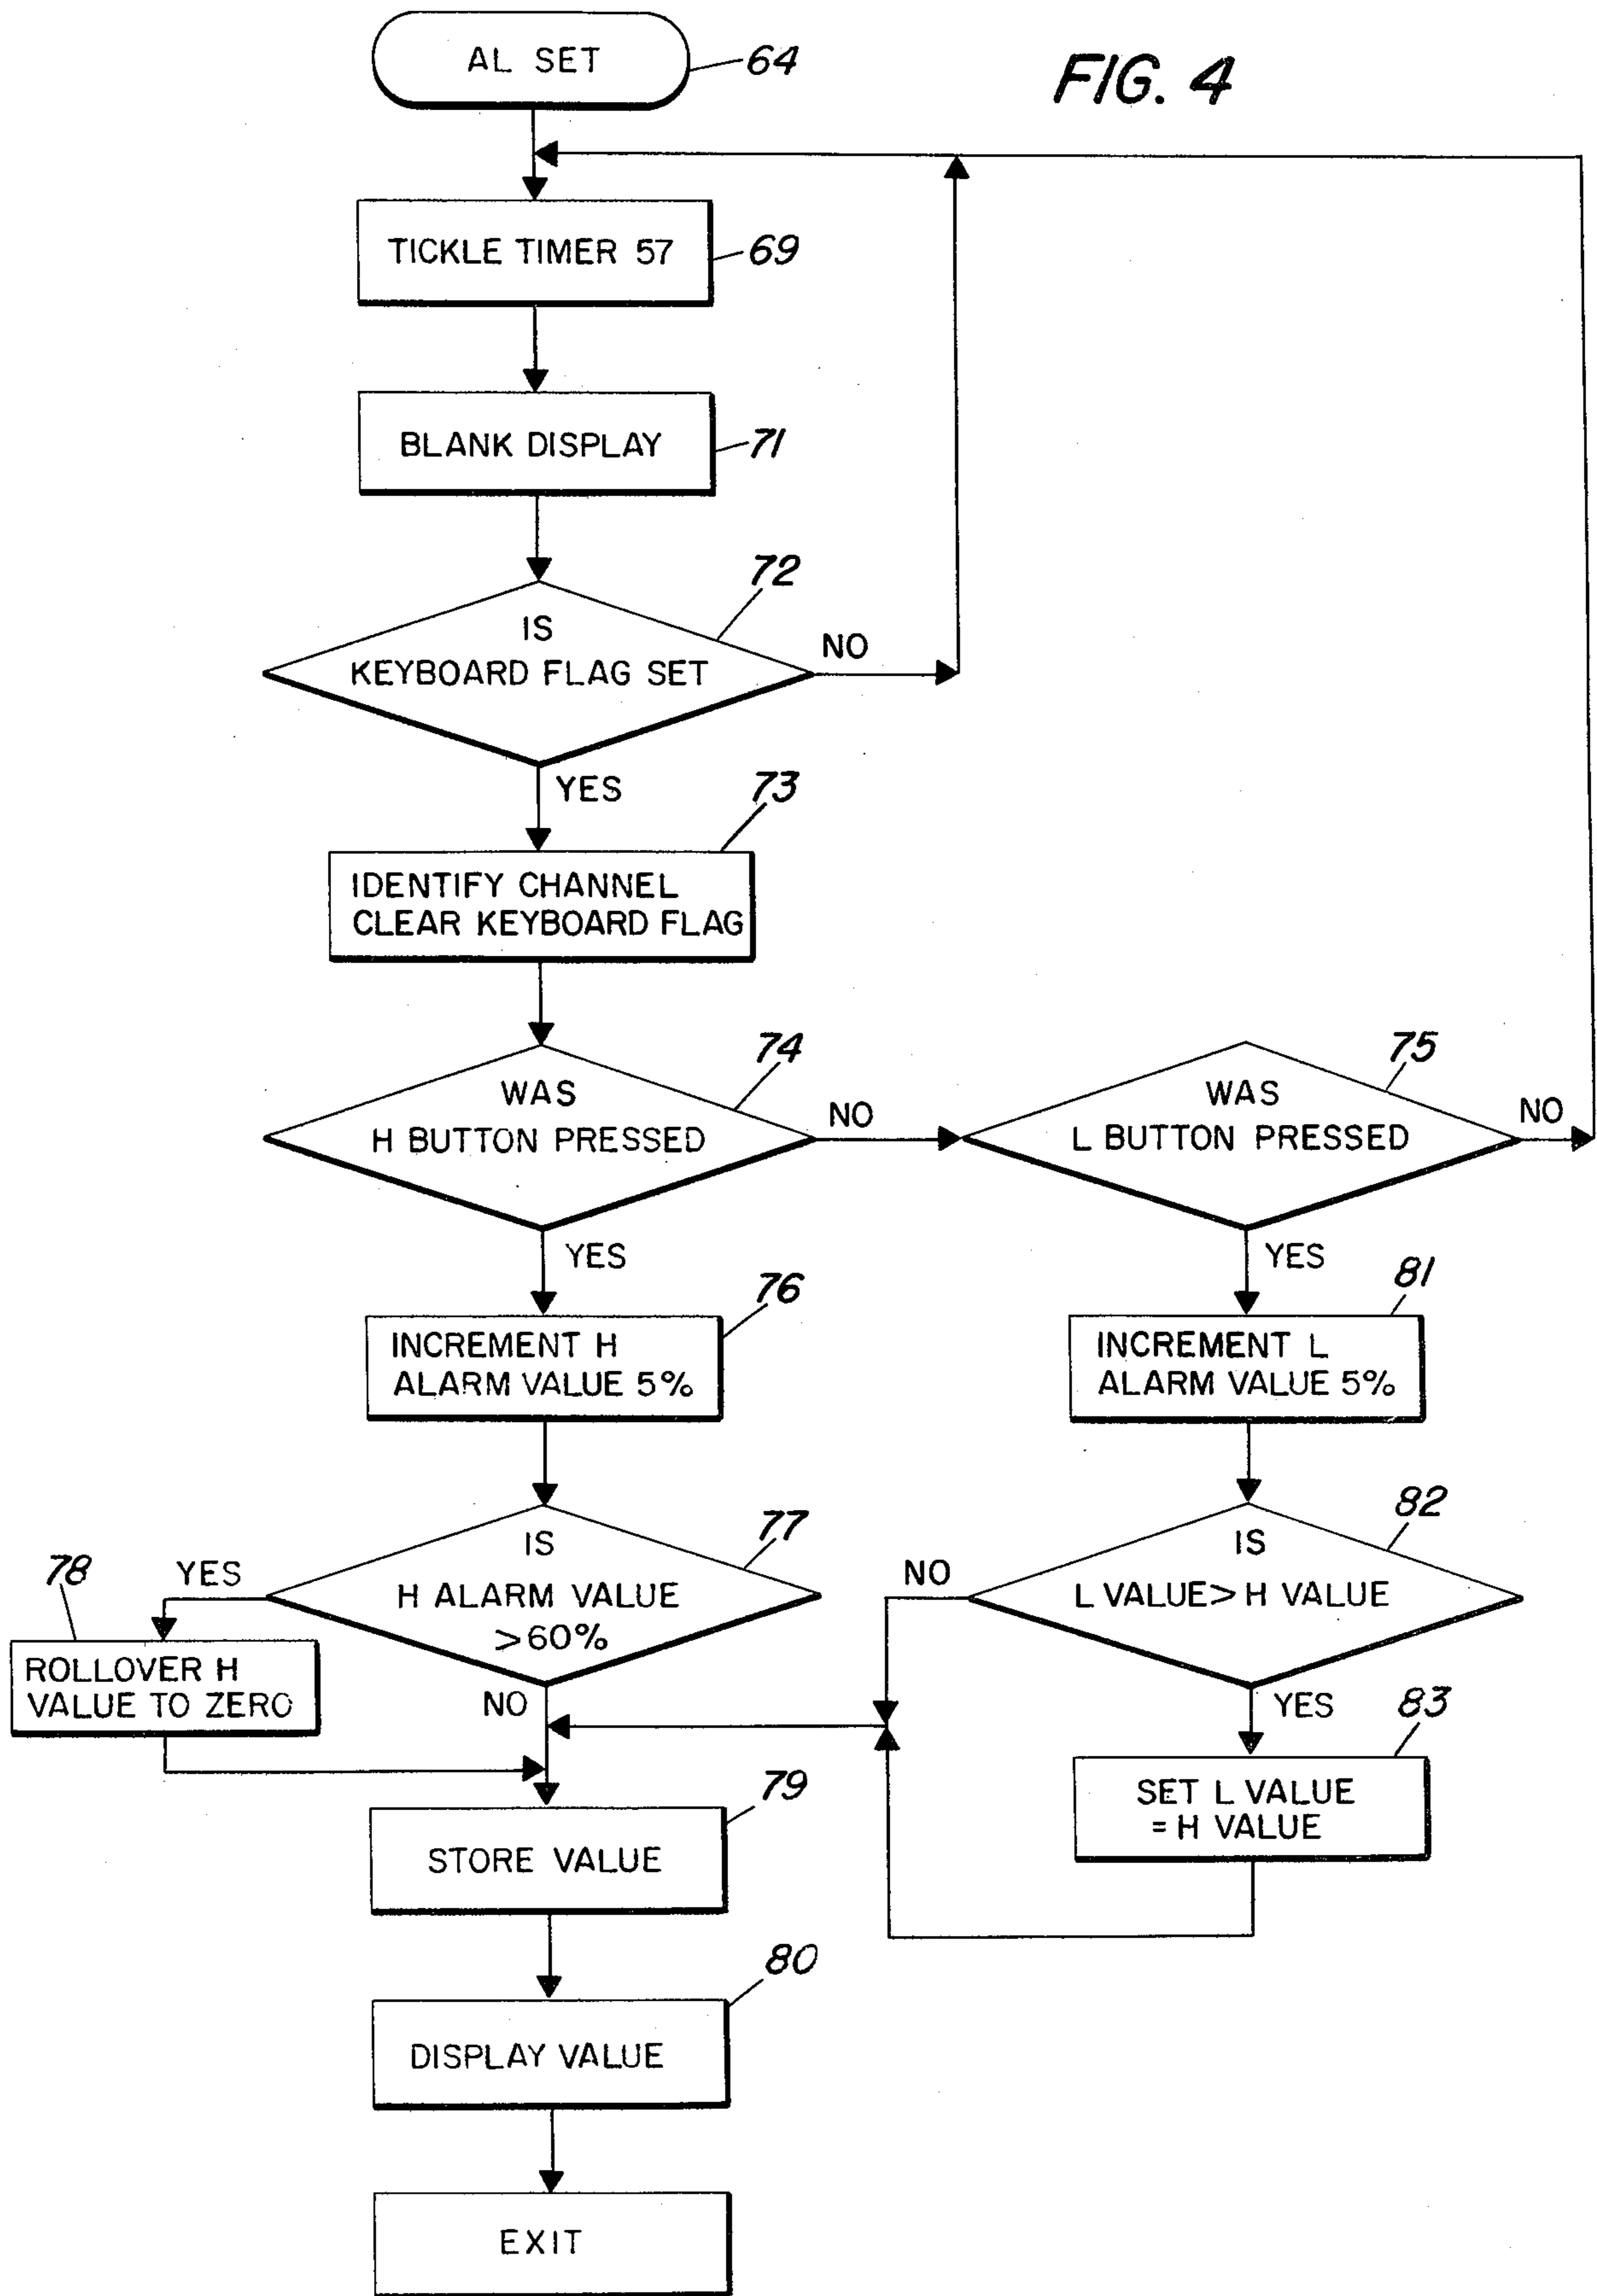 AL SET
64
FIG. 4
TICKLE TIMER 57
69
BLANK DISPLAY
71
72
IS
KEYBOARD FLAG SET
NO
YES
73
IDENTIFY CHANNEL
CLEAR KEYBOARD FLAG
74
WAS
H BUTTON PRESSED
NO
75
WAS
L BUTTON PRESSED
NO
YES
76
INCREMENT H
ALARM VALUE 5%
YES
81
INCREMENT L
ALARM VALUE 5%
77
IS
H ALARM VALUE
>60%
YES
78
ROLLOVER H
VALUE TO ZERO
NO
82
IS
L VALUE> H VALUE
NO
YES
83
SET L VALUE
= H VALUE
79
STORE VALUE
80
DISPLAY VALUE
EXIT